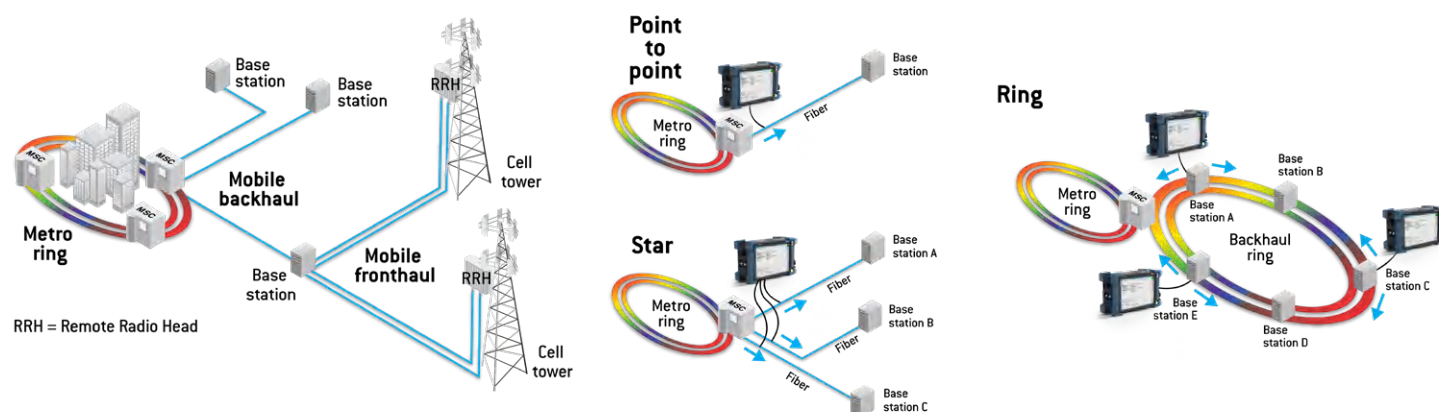 Base
station
Base
station
RRH
MSC
MSC
MSC
Metro
ring
Mobile
backhaul
Cell
tower
Base
station
Mobile
fronthaul
RRH
RRH = Remote Radio Head
Cell
tower
Point
to
point
Base
station
Fiber
Metro
ring
MSC
Star
Base
station A
Fiber
Metro
ring
MSC
Base
station B
Fiber
Fiber
Base
station C
Ring
Base
station B
Metro
ring
MSC
Base
station A
Backhaul
ring
Base
station C
Base
station E
Base
station D